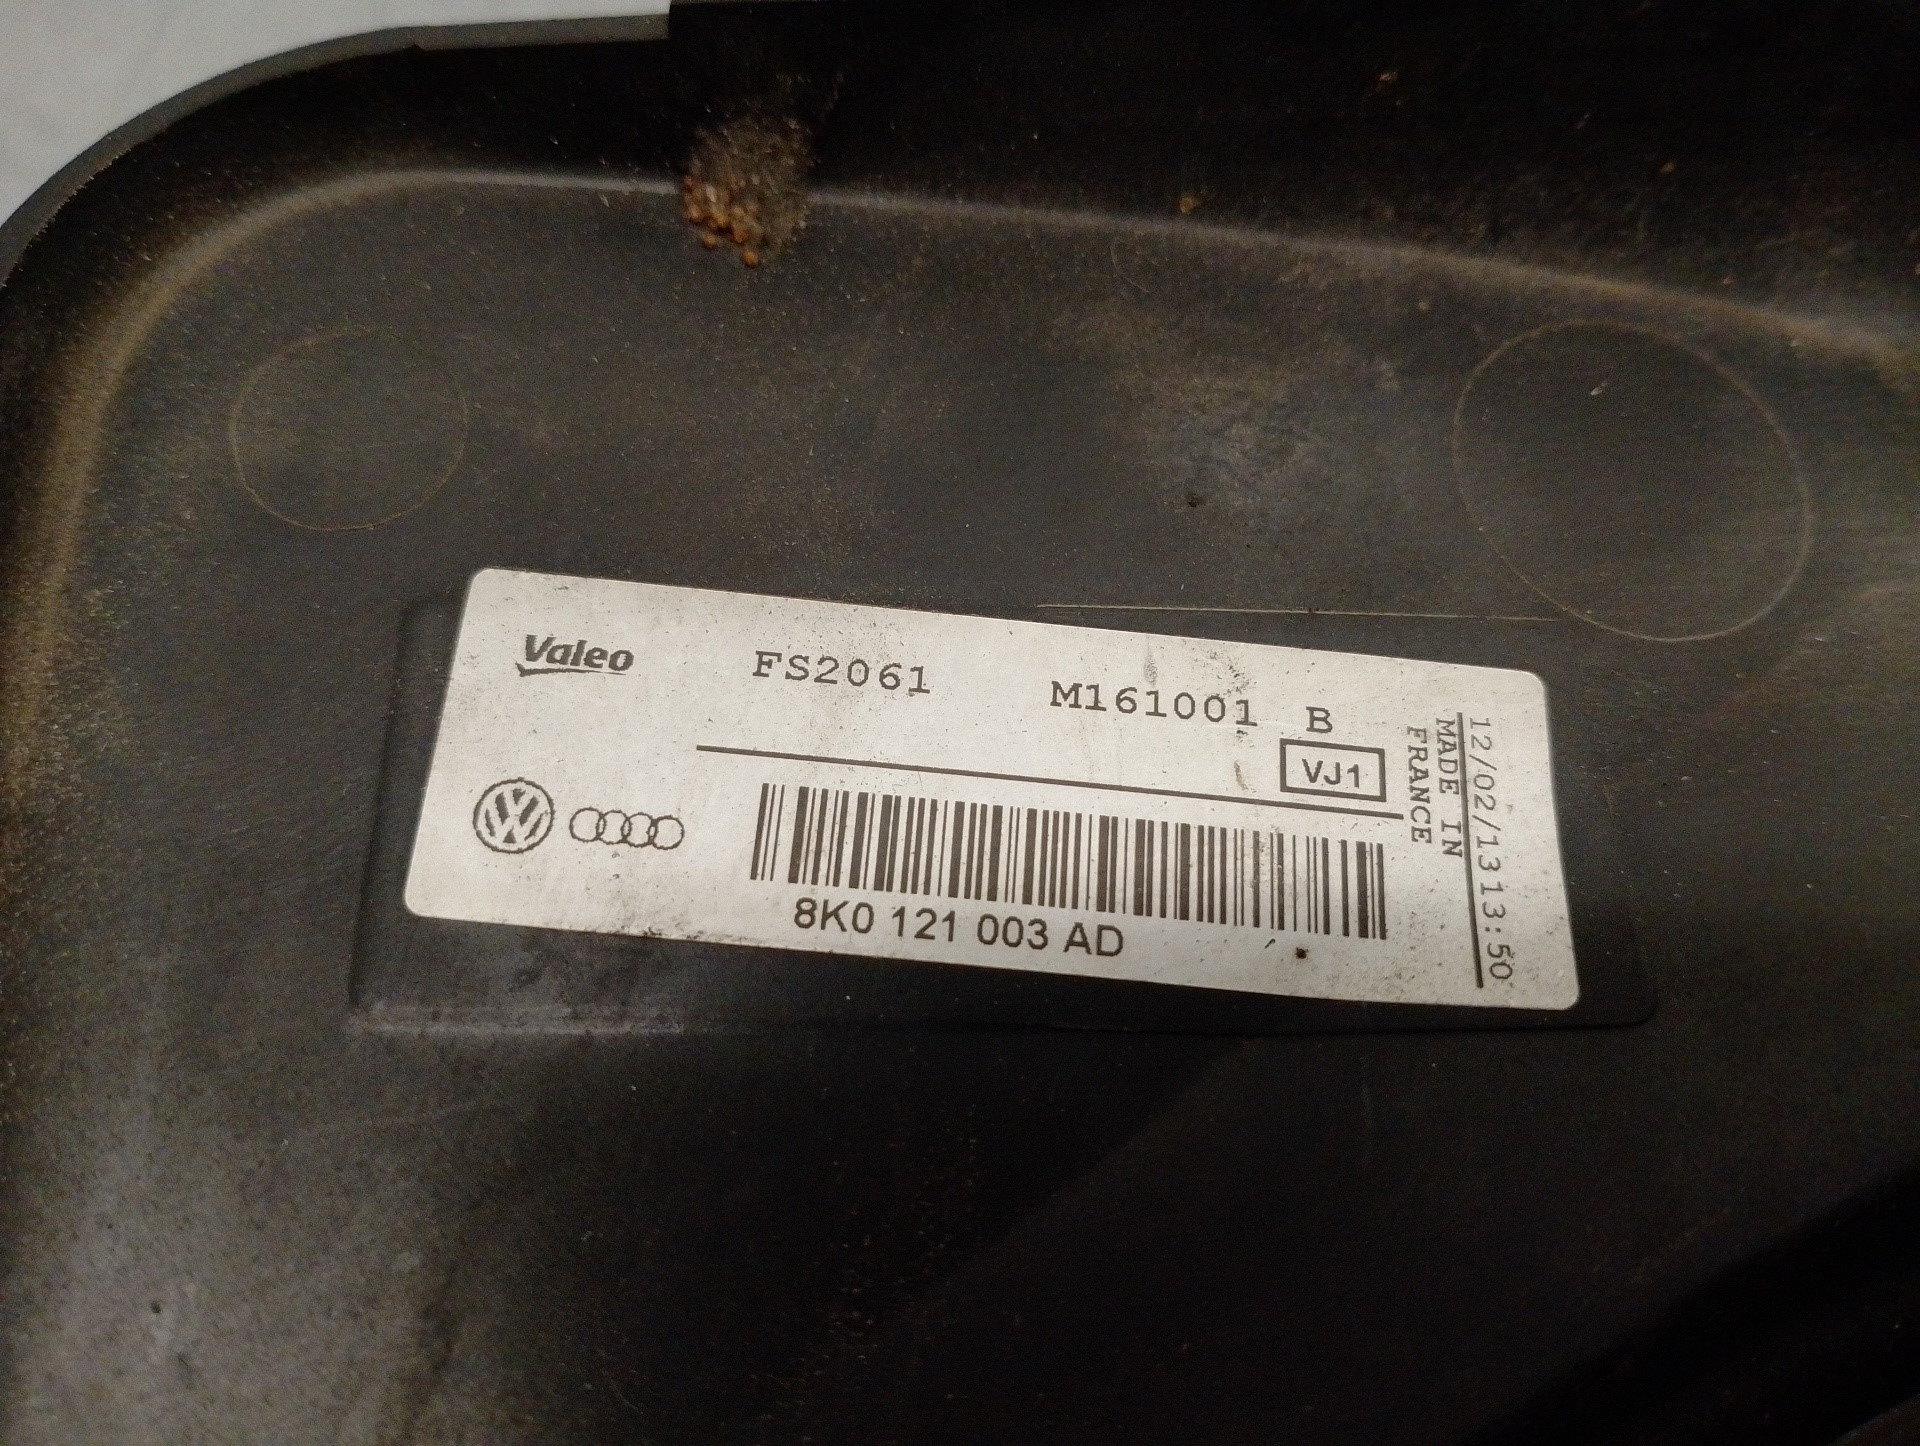 Valeo
FS2061
M161001 B
VJ1
8K0 121 003 AD
12/02/13 13:50
MADE IN
FRANCE